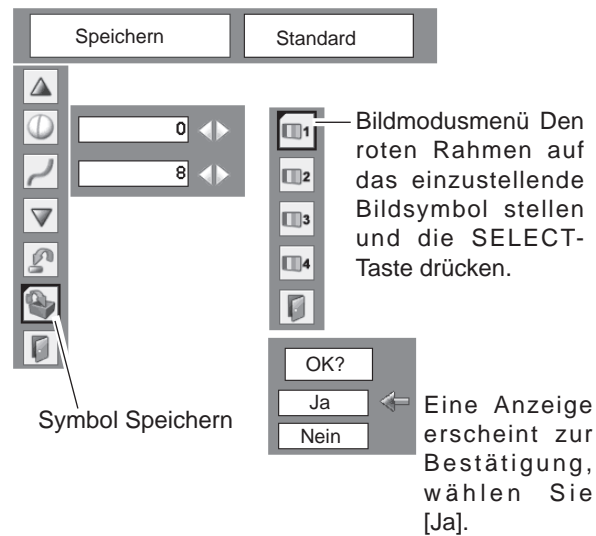 Speichern
Standard
0
8
1
2
3
4
Bildmodusmenü Den
roten Rahmen auf
das einzustellende
Bildsymbol stellen
und die SELECT-
Taste drücken.
Symbol Speichern
OK?
Ja
Nein
Eine Anzeige
erscheint zur
Bestätigung,
wählen Sie
[Ja].